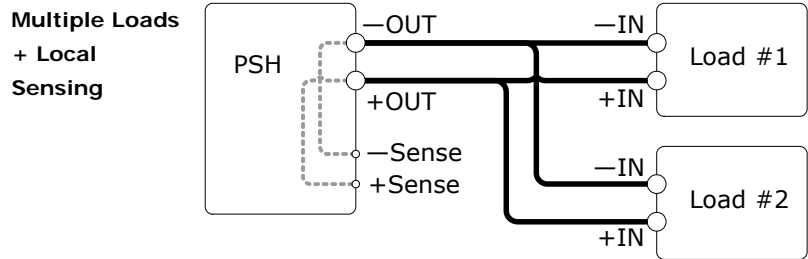 Multiple Loads
+ Local
Sensing
PSH
—OUT
+OUT
—Sense
+Sense
—IN
+IN
Load #1
—IN
+IN
Load #2